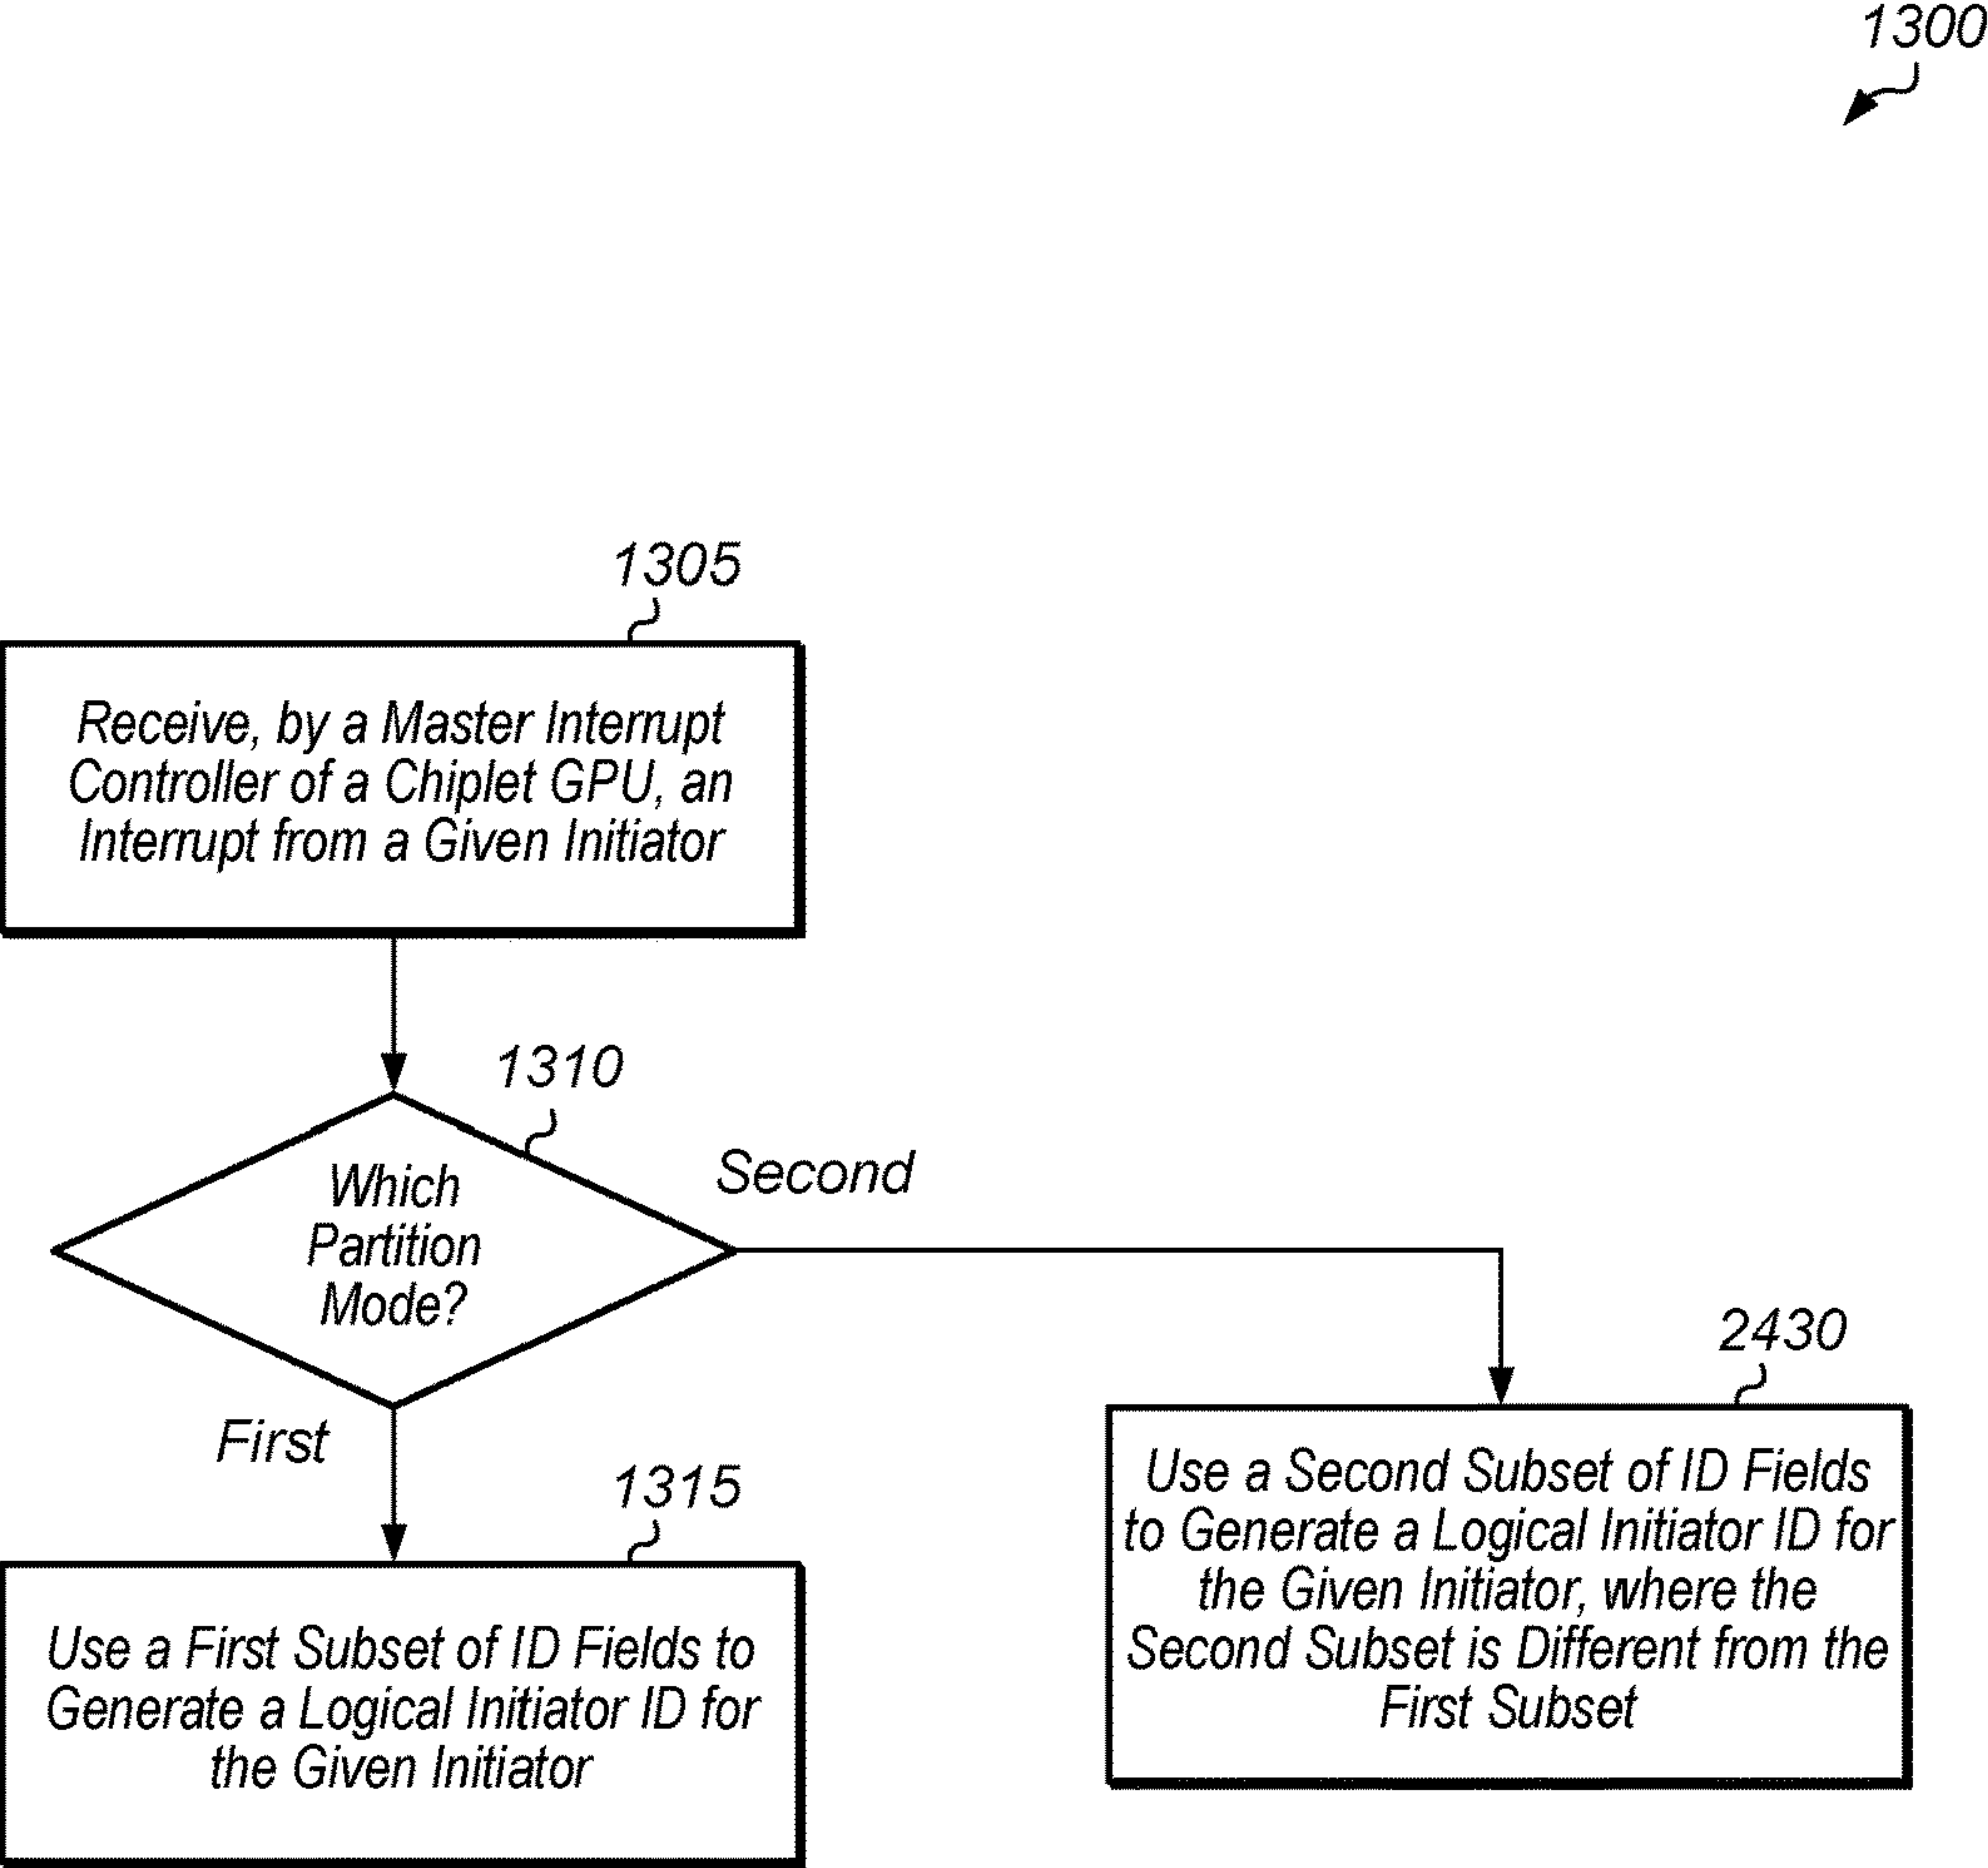 1300
1305
Receive, by a Master Interrupt
Controller of a Chiplet GPU, an
Interrupt from a Given Initiator
1310
Which
Partition
Mode?
Second
First
1315
Use a First Subset of ID Fields to
Generate a Logical Initiator ID for
the Given Initiator
2430
Use a Second Subset of ID Fields
to Generate a Logical Initiator ID for
the Given Initiator, where the
Second Subset is Different from the
First Subset